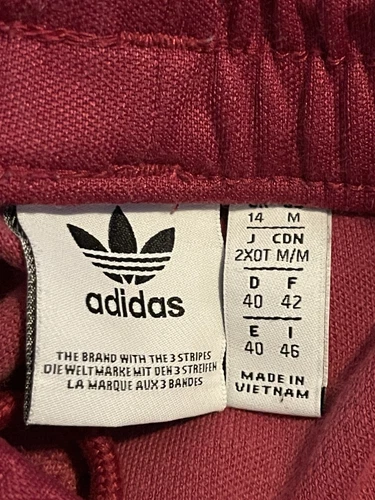 adidas
THE BRAND WITH THE 3 STRIPES
DIE WELTMARKE MIT DEN 3 STREIFEN
LA MARQUE AUX 3 BANDES
14 M
J CDN
2XOT M/M
D F
40 42
E I
40 46
MADE IN
VIETNAM